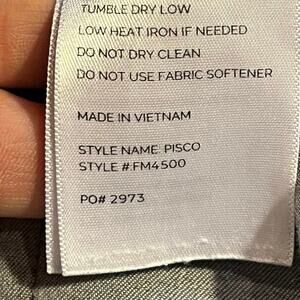 TUMBLE DRY LOW
LOW HEAT IRON IF NEEDED
DO NOT DRY CLEAN
DO NOT USE FABRIC SOFTENER
MADE IN VIETNAM
STYLE NAME: PISCO
STYLE #:FM4500
PO# 2973